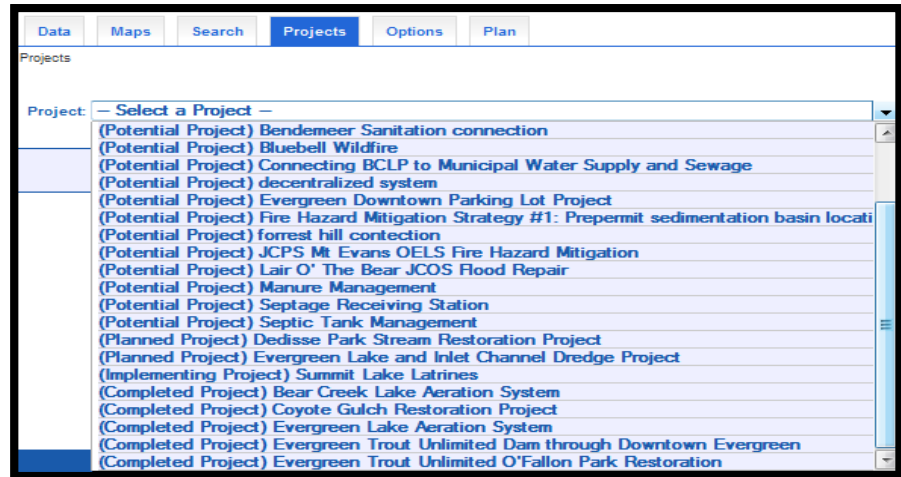 Data Maps Search Projects Options Plan
Projects
Project: — Select a Project —
(Potential Project) Bendemeer Sanitation connection
(Potential Project) Bluebell Wildfire
(Potential Project) Connecting BCLP to Municipal Water Supply and Sewage
(Potential Project) decentralized system
(Potential Project) Evergreen Downtown Parking Lot Project
(Potential Project) Fire Hazard Mitigation Strategy #1: Prepermit sedimentation basin locati
(Potential Project) forrest hill contection
(Potential Project) JCPS Mt Evans OELS Fire Hazard Mitigation
(Potential Project) Lair O' The Bear JCOS Flood Repair
(Potential Project) Manure Management
(Potential Project) Septage Receiving Station
(Potential Project) Septic Tank Management
(Planned Project) Dedisse Park Stream Restoration Project
(Planned Project) Evergreen Lake and Inlet Channel Dredge Project
(Implementing Project) Summit Lake Latrines
(Completed Project) Bear Creek Lake Aeration System
(Completed Project) Coyote Gulch Restoration Project
(Completed Project) Evergreen Lake Aeration System
(Completed Project) Evergreen Trout Unlimited Dam through Downtown Evergreen
(Completed Project) Evergreen Trout Unlimited O'Fallon Park Restoration